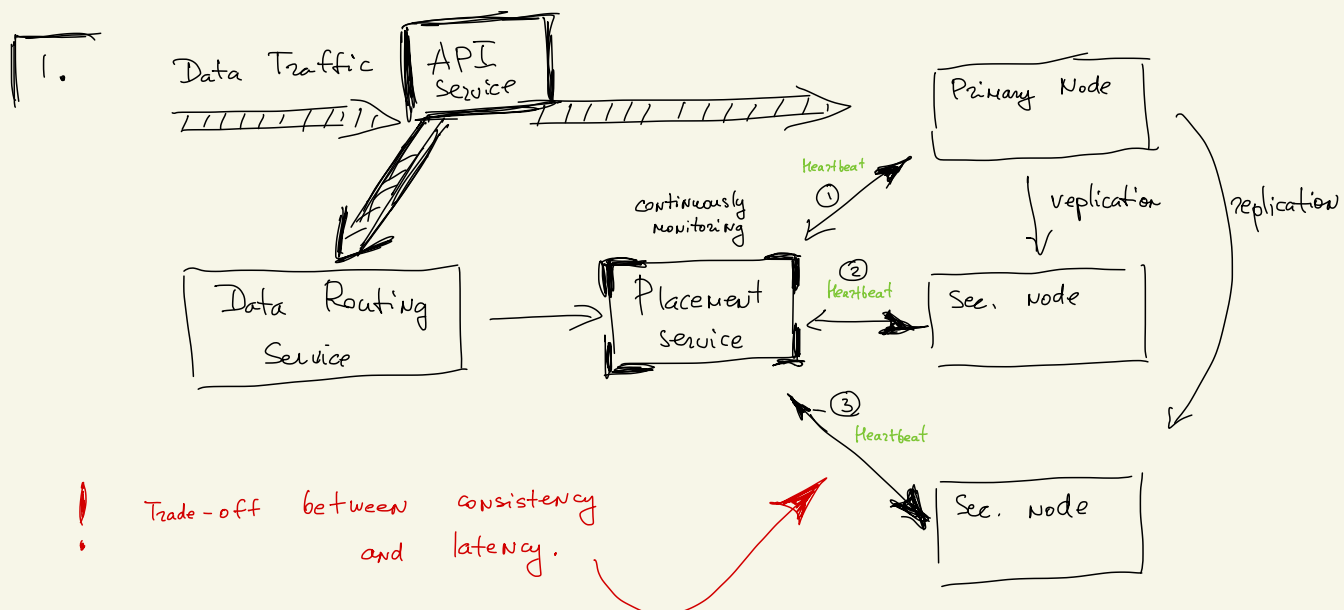 1.
Data Traffic
API
Service
Primary Node
Heartbeat
1
continuously
monitoring
replication
replication
Data Routing
Service
Placement
service
2
Heartbeat
Sec. Node
3
Heartbeat
! Trade-off between consistency
and latency.
Sec. Node